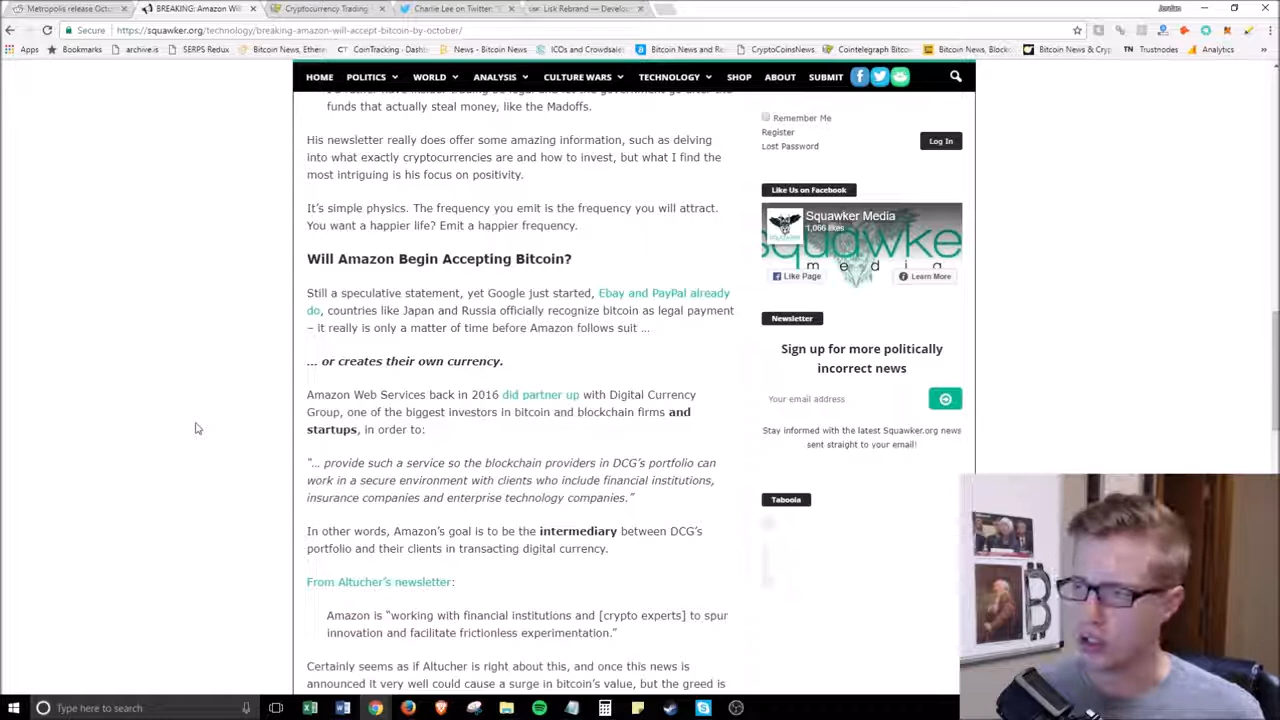 Metropolis release Octo
BREAKING: Amazon Wil
Cryptocurrency Trading
Charlie Lee on Twitter: "
Lisk Rebrand — Develo
Jordan
Secure
https://squawker.org/technology/breaking-amazon-will-accept-bitcoin-by-october/
Apps
Bookmarks
archive.is
SERPS Redux
Bitcoin News, Ethere
CoinTracking - Dashb
News - Bitcoin News
ICOs and Crowdsales
Bitcoin News and Re
CryptoCoinsNews
Cointelegraph Bitcoin
Bitcoin News, Blockc
Bitcoin News & Cryp
Trustnodes
Analytics
HOME
POLITICS
WORLD
ANALYSIS
CULTURE WARS
TECHNOLOGY
SHOP
ABOUT
SUBMIT
funds that actually steal money, like the Madoffs.
His newsletter really does offer some amazing information, such as delving
into what exactly cryptocurrencies are and how to invest, but what I find the
most intriguing is his focus on positivity.
It's simple physics. The frequency you emit is the frequency you will attract.
You want a happier life? Emit a happier frequency.
Will Amazon Begin Accepting Bitcoin?
Still a speculative statement, yet Google just started, Ebay and PayPal already
do, countries like Japan and Russia officially recognize bitcoin as legal payment
– it really is only a matter of time before Amazon follows suit …
… or creates their own currency.
Amazon Web Services back in 2016 did partner up with Digital Currency
Group, one of the biggest investors in bitcoin and blockchain firms and
startups, in order to:
"… provide such a service so the blockchain providers in DCG's portfolio can
work in a secure environment with clients who include financial institutions,
insurance companies and enterprise technology companies."
In other words, Amazon's goal is to be the intermediary between DCG's
portfolio and their clients in transacting digital currency.
From Altucher's newsletter:
Amazon is "working with financial institutions and [crypto experts] to spur
innovation and facilitate frictionless experimentation."
Certainly seems as if Altucher is right about this, and once this news is
announced it very well could cause a surge in bitcoin's value, but the greed is
Remember Me
Register
Lost Password
Log In
Like Us on Facebook
Squawker Media
1,066 likes
squawke
media
Like Page
Learn More
Newsletter
Sign up for more politically
incorrect news
Your email address
Stay informed with the latest Squawker.org news
sent straight to your email!
Taboola
Type here to search